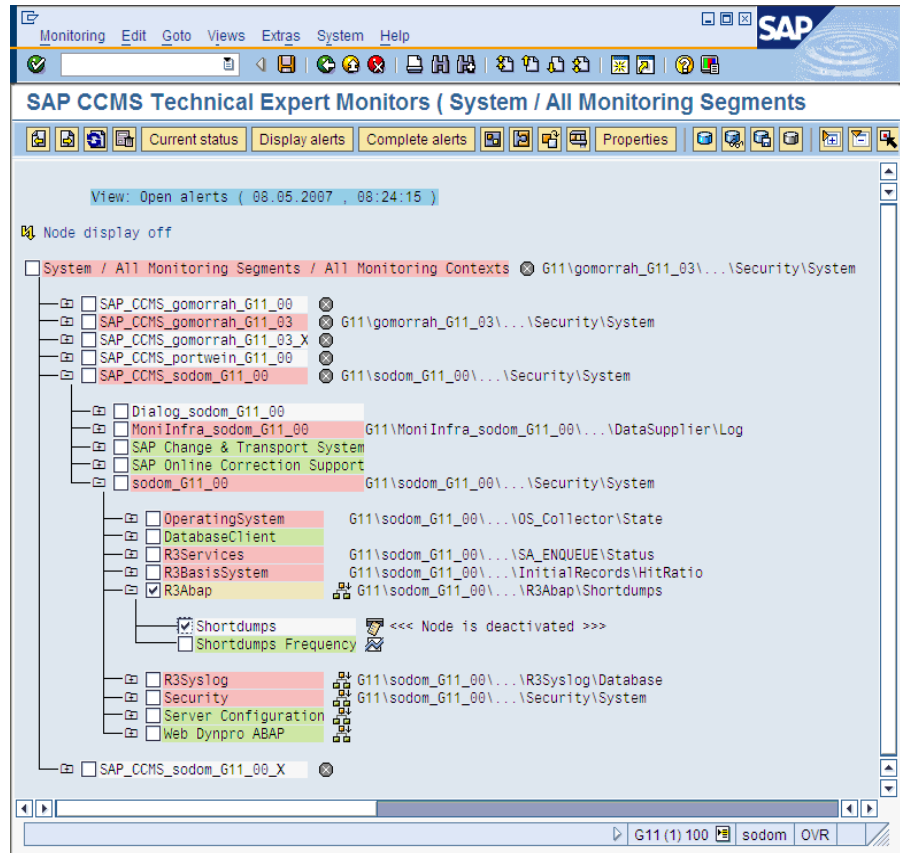 Monitoring Edit Goto Views Extras System Help
SAP
SAP CCMS Technical Expert Monitors ( System / All Monitoring Segments
Current status Display alerts Complete alerts Properties
View: Open alerts ( 08.05.2007 , 08:24:15 )
Node display off
System / All Monitoring Segments / All Monitoring Contexts G11\gomorrah_G11_03\...\Security\System
SAP_CCMS_gomorrah_G11_00
SAP_CCMS_gomorrah_G11_03 G11\gomorrah_G11_03\...\Security\System
SAP_CCMS_gomorrah_G11_03_X
SAP_CCMS_portwein_G11_00
SAP_CCMS_sodom_G11_00 G11\sodom_G11_00\...\Security\System
Dialog_sodom_G11_00
MoniInfra_sodom_G11_00 G11\MoniInfra_sodom_G11_00\...\DataSupplier\Log
SAP Change & Transport System
SAP Online Correction Support
sodom_G11_00 G11\sodom_G11_00\...\Security\System
OperatingSystem G11\sodom_G11_00\...\OS_Collector\State
DatabaseClient
R3Services G11\sodom_G11_00\...\SA_ENQUEUE\Status
R3BasisSystem G11\sodom_G11_00\...\InitialRecords\HitRatio
R3Abap G11\sodom_G11_00\...\R3Abap\Shortdumps
Shortdumps <<< Node is deactivated >>>
Shortdumps Frequency
R3Syslog G11\sodom_G11_00\...\R3Syslog\Database
Security G11\sodom_G11_00\...\Security\System
Server Configuration
Web Dynpro ABAP
SAP_CCMS_sodom_G11_00_X
G11 (1) 100 sodom OVR